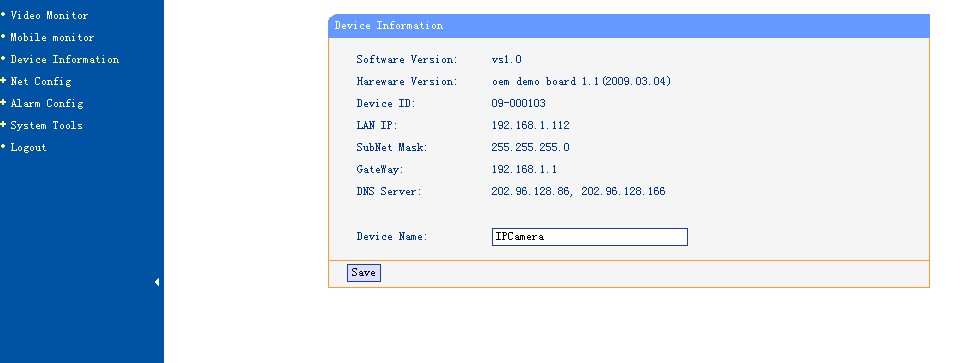 Video Monitor
Mobile monitor
Device Information
Net Config
Alarm Config
System Tools
Logout
Device Information
Software Version: vs1.0
Hareware Version: oem demo board 1.1(2009.03.04)
Device ID: 09-000103
LAN IP: 192.168.1.112
SubNet Mask: 255.255.255.0
GateWay: 192.168.1.1
DNS Server: 202.96.128.86, 202.96.128.166
Device Name: IPCamera
Save